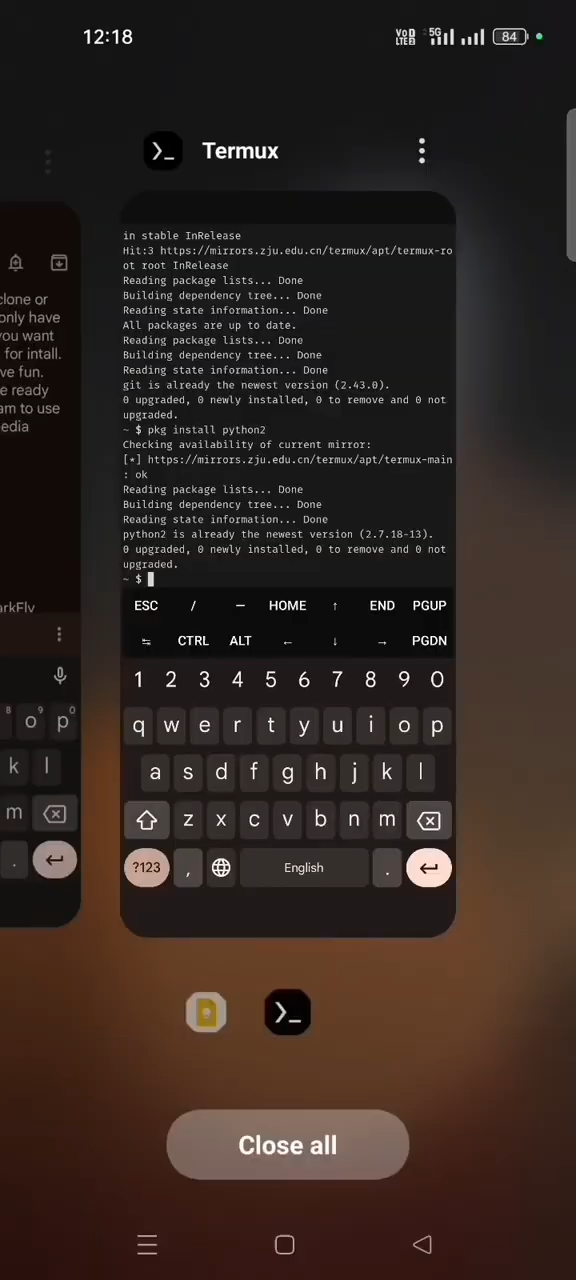 12:18
VoD LTE2
5G
84
Termux
in stable InRelease
Hit:3 https://mirrors.zju.edu.cn/termux/apt/termux-ro
ot root InRelease
Reading package lists... Done
Building dependency tree... Done
Reading state information... Done
All packages are up to date.
Reading package lists... Done
Building dependency tree... Done
Reading state information... Done
git is already the newest version (2.43.0).
0 upgraded, 0 newly installed, 0 to remove and 0 not
upgraded.
~ $ pkg install python2
Checking availability of current mirror:
[*] https://mirrors.zju.edu.cn/termux/apt/termux-main
: ok
Reading package lists... Done
Building dependency tree... Done
Reading state information... Done
python2 is already the newest version (2.7.18-13).
0 upgraded, 0 newly installed, 0 to remove and 0 not
upgraded.
~ $
clone or
only have
you want
for intall.
ve fun.
e ready
am to use
edia
arkFly
8 9 0
o p
k l
m
.
ESC / — HOME ↑ END PGUP
⇆ CTRL ALT ← ↓ → PGDN
1 2 3 4 5 6 7 8 9 0
q w e r t y u i o p
a s d f g h j k l
z x c v b n m
?123 , English .
Close all